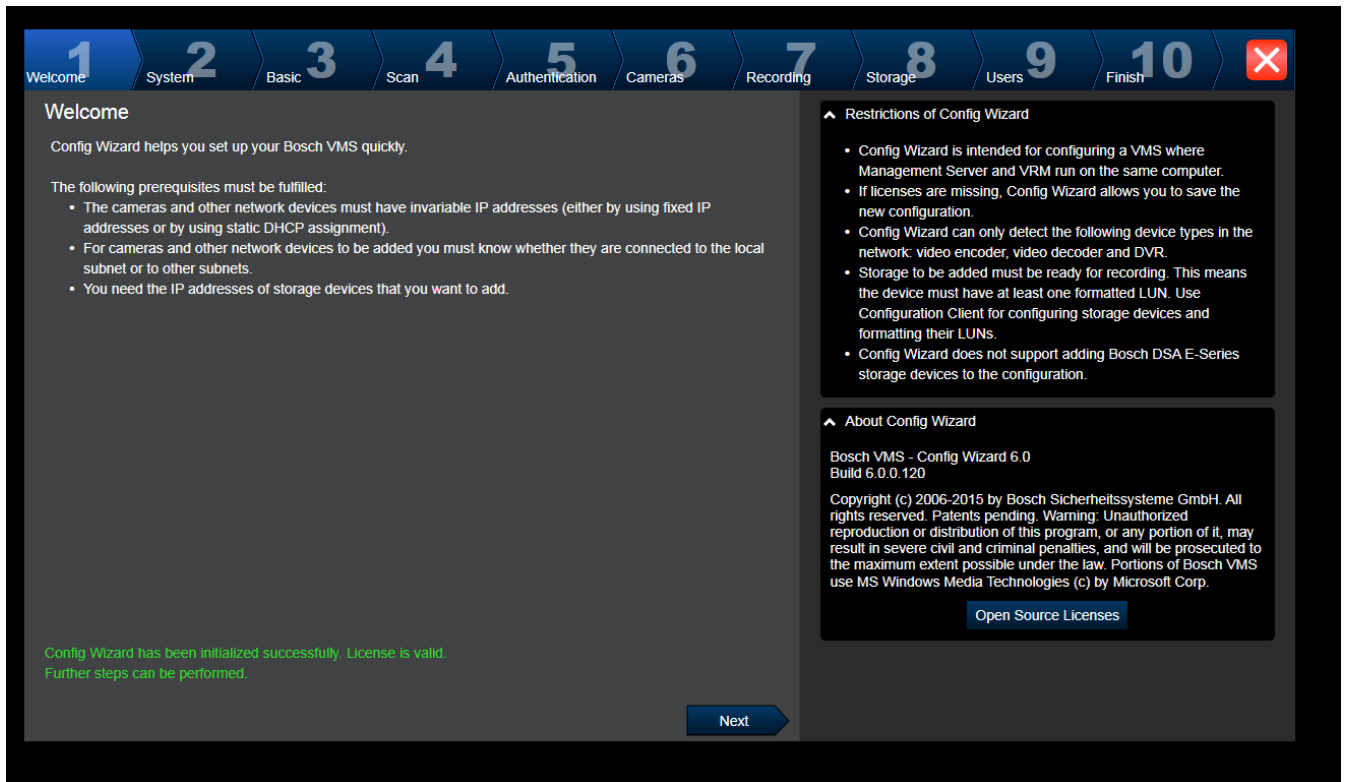 1 2 3 4 5 6 7 8 9 10
Welcome System Basic Scan Authentication Cameras Recording Storage Users Finish
Welcome
Config Wizard helps you set up your Bosch VMS quickly.
The following prerequisites must be fulfilled:
• The cameras and other network devices must have invariable IP addresses (either by using fixed IP
addresses or by using static DHCP assignment).
• For cameras and other network devices to be added you must know whether they are connected to the local
subnet or to other subnets.
• You need the IP addresses of storage devices that you want to add.
Config Wizard has been initialized successfully. License is valid.
Further steps can be performed.
Next
Restrictions of Config Wizard
• Config Wizard is intended for configuring a VMS where
Management Server and VRM run on the same computer.
• If licenses are missing, Config Wizard allows you to save the
new configuration.
• Config Wizard can only detect the following device types in the
network: video encoder, video decoder and DVR.
• Storage to be added must be ready for recording. This means
the device must have at least one formatted LUN. Use
Configuration Client for configuring storage devices and
formatting their LUNs.
• Config Wizard does not support adding Bosch DSA E-Series
storage devices to the configuration.
About Config Wizard
Bosch VMS - Config Wizard 6.0
Build 6.0.0.120
Copyright (c) 2006-2015 by Bosch Sicherheitssysteme GmbH. All
rights reserved. Patents pending. Warning: Unauthorized
reproduction or distribution of this program, or any portion of it, may
result in severe civil and criminal penalties, and will be prosecuted to
the maximum extent possible under the law. Portions of Bosch VMS
use MS Windows Media Technologies (c) by Microsoft Corp.
Open Source Licenses